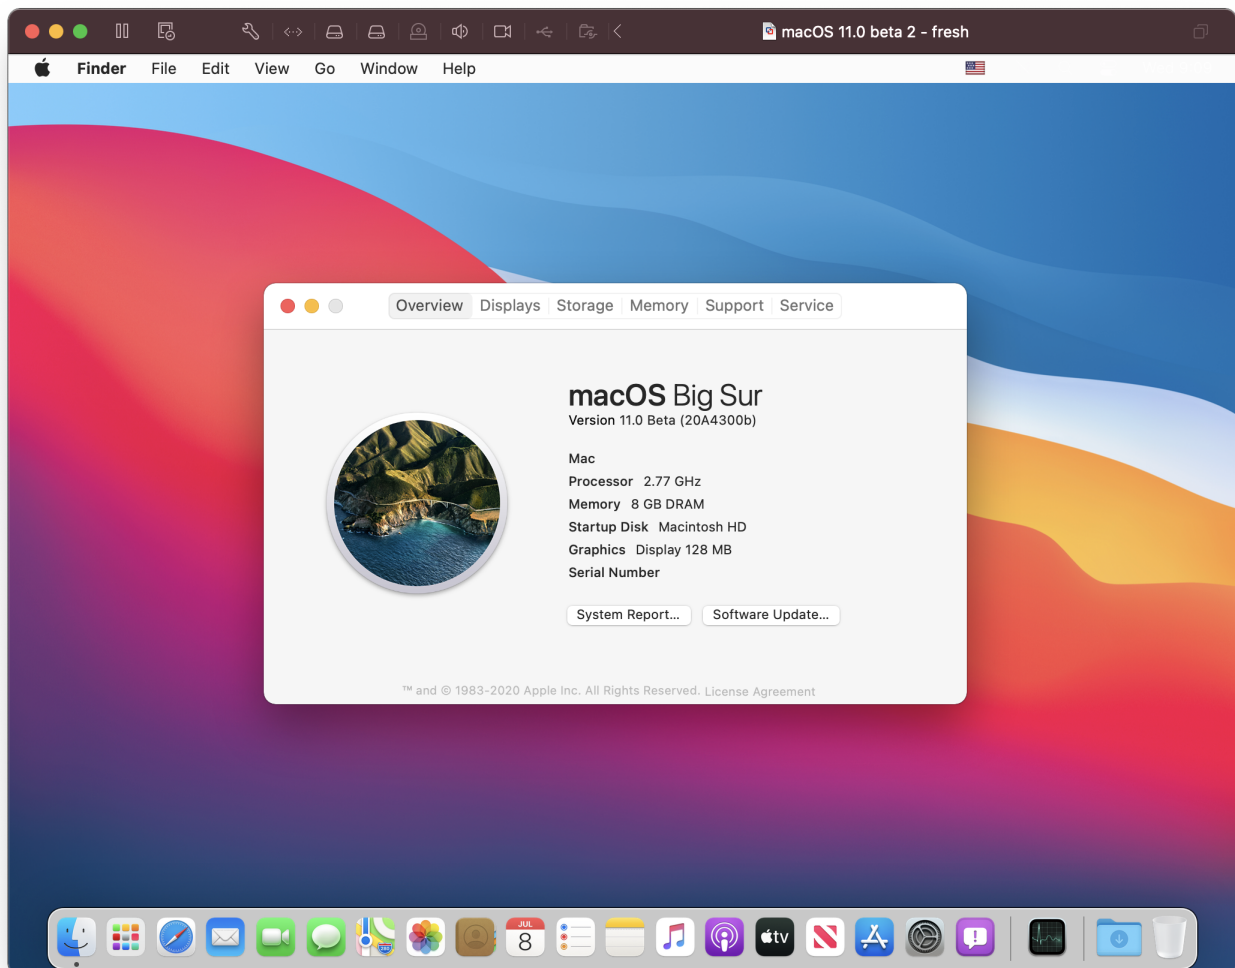 macOS 11.0 beta 2 - fresh
Finder File Edit View Go Window Help
Overview Displays Storage Memory Support Service
macOS Big Sur
Version 11.0 Beta (20A4300b)
Mac
Processor 2.77 GHz
Memory 8 GB DRAM
Startup Disk Macintosh HD
Graphics Display 128 MB
Serial Number
System Report... Software Update...
™ and © 1983-2020 Apple Inc. All Rights Reserved. License Agreement
JUL
8
tv
280